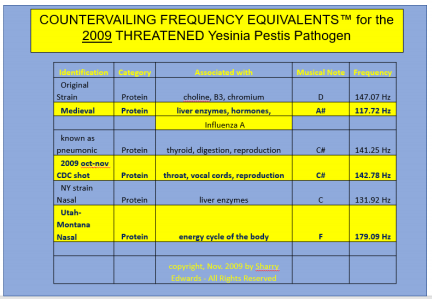 COUNTERVAILING FREQUENCY EQUIVALENTS™ for the
2009 THREATENED Yesinia Pestis Pathogen
Identification Category Associated with Musical Note Frequency
Original
Strain Protein choline, B3, chromium D 147.07 Hz
Medieval Protein liver enzymes, hormones, A# 117.72 Hz
Influenza A
known as
pneumonic Protein thyroid, digestion, reproduction C# 141.25 Hz
2009 oct-nov
CDC shot Protein throat, vocal cords, reproduction C# 142.78 Hz
NY strain
Nasal Protein liver enzymes C 131.92 Hz
Utah-
Montana
Nasal Protein energy cycle of the body F 179.09 Hz
copyright, Nov. 2009 by Sharry
Edwards - All Rights Reserved